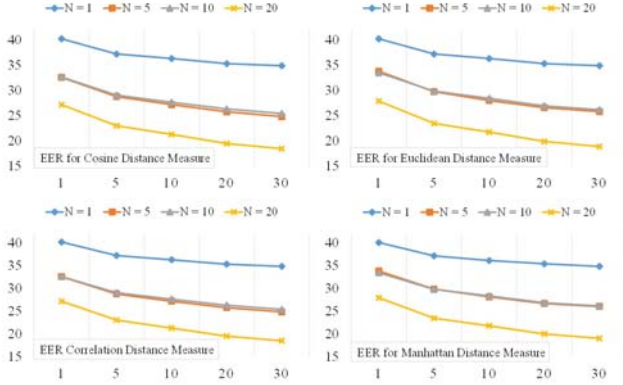 N = 1 N = 5 N = 10 N = 20
40
35
30
25
20
15
EER for Cosine Distance Measure
1 5 10 20 30
N = 1 N = 5 N = 10 N = 20
40
35
30
25
20
15
EER for Euclidean Distance Measure
1 5 10 20 30
N = 1 N = 5 N = 10 N = 20
40
35
30
25
20
15
EER Correlation Distance Measure
1 5 10 20 30
N = 1 N = 5 N = 10 N = 20
40
35
30
25
20
15
EER for Manhattan Distance Measure
1 5 10 20 30